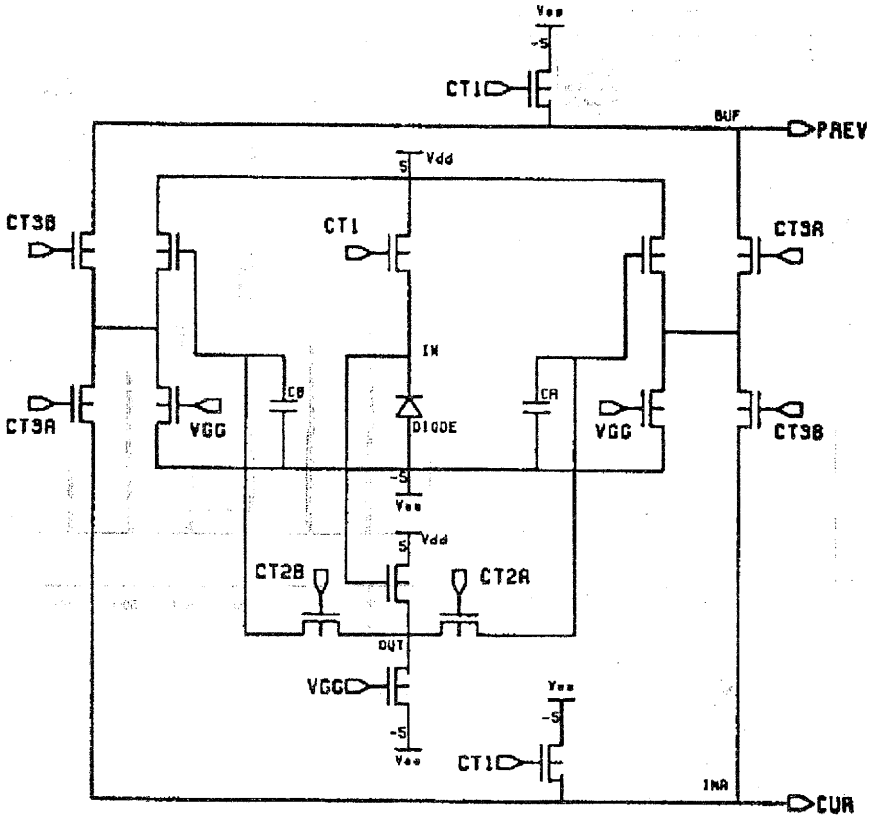 Vss
-5
CT1
BUF
PREV
5
Vdd
CT3B
CT1
CT3A
IN
CB
CA
DIODE
CT3A
VGG
VGG
CT3B
-5
Vss
5
Vdd
CT2B
CT2A
OUT
VGG
Vss
-5
-5
Vss
CT1
INA
CUR